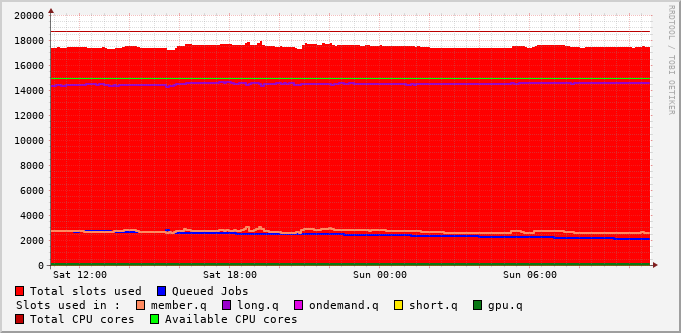 20000
18000
16000
14000
12000
10000
8000
6000
4000
2000
0
Sat 12:00 Sat 18:00 Sun 00:00 Sun 06:00
Total slots used Queued Jobs
Slots used in : member.q long.q ondemand.q short.q gpu.q
Total CPU cores Available CPU cores
RRDTOOL / TOBI OETIKER